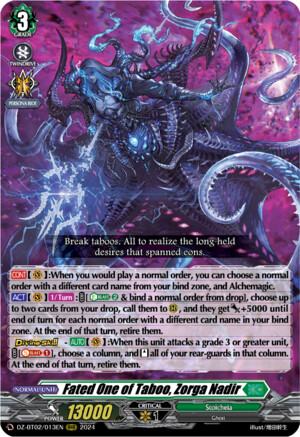 3
GRADE
TWINDRIVE
PERSONA RIDE
Break taboos. All to realize the long-held
desires that spanned eons.
CONT :When you would play a normal order, you can choose a normal
order with a different card name from your bind zone, and Alchemagic.
ACT 1/Turn : & bind a normal order from drop], choose up
to two cards from your drop, call them to , and they get +5000 until
end of turn for each normal order with a different card name in your bind
zone. At the end of that turn, retire them.
Divine Skill - AUTO :When this unit attacks a grade 3 or greater unit,
, choose a column, and all of your rear-guards in that column.
At the end of that turn, retire them.
NORMAL UNIT
Fated One of Taboo, Zorga Nadir
POWER 13000
CRITICAL
1
Stoicheia
Ghost
D DZ-BT02/013EN RRR 2024
illust/増田幹生